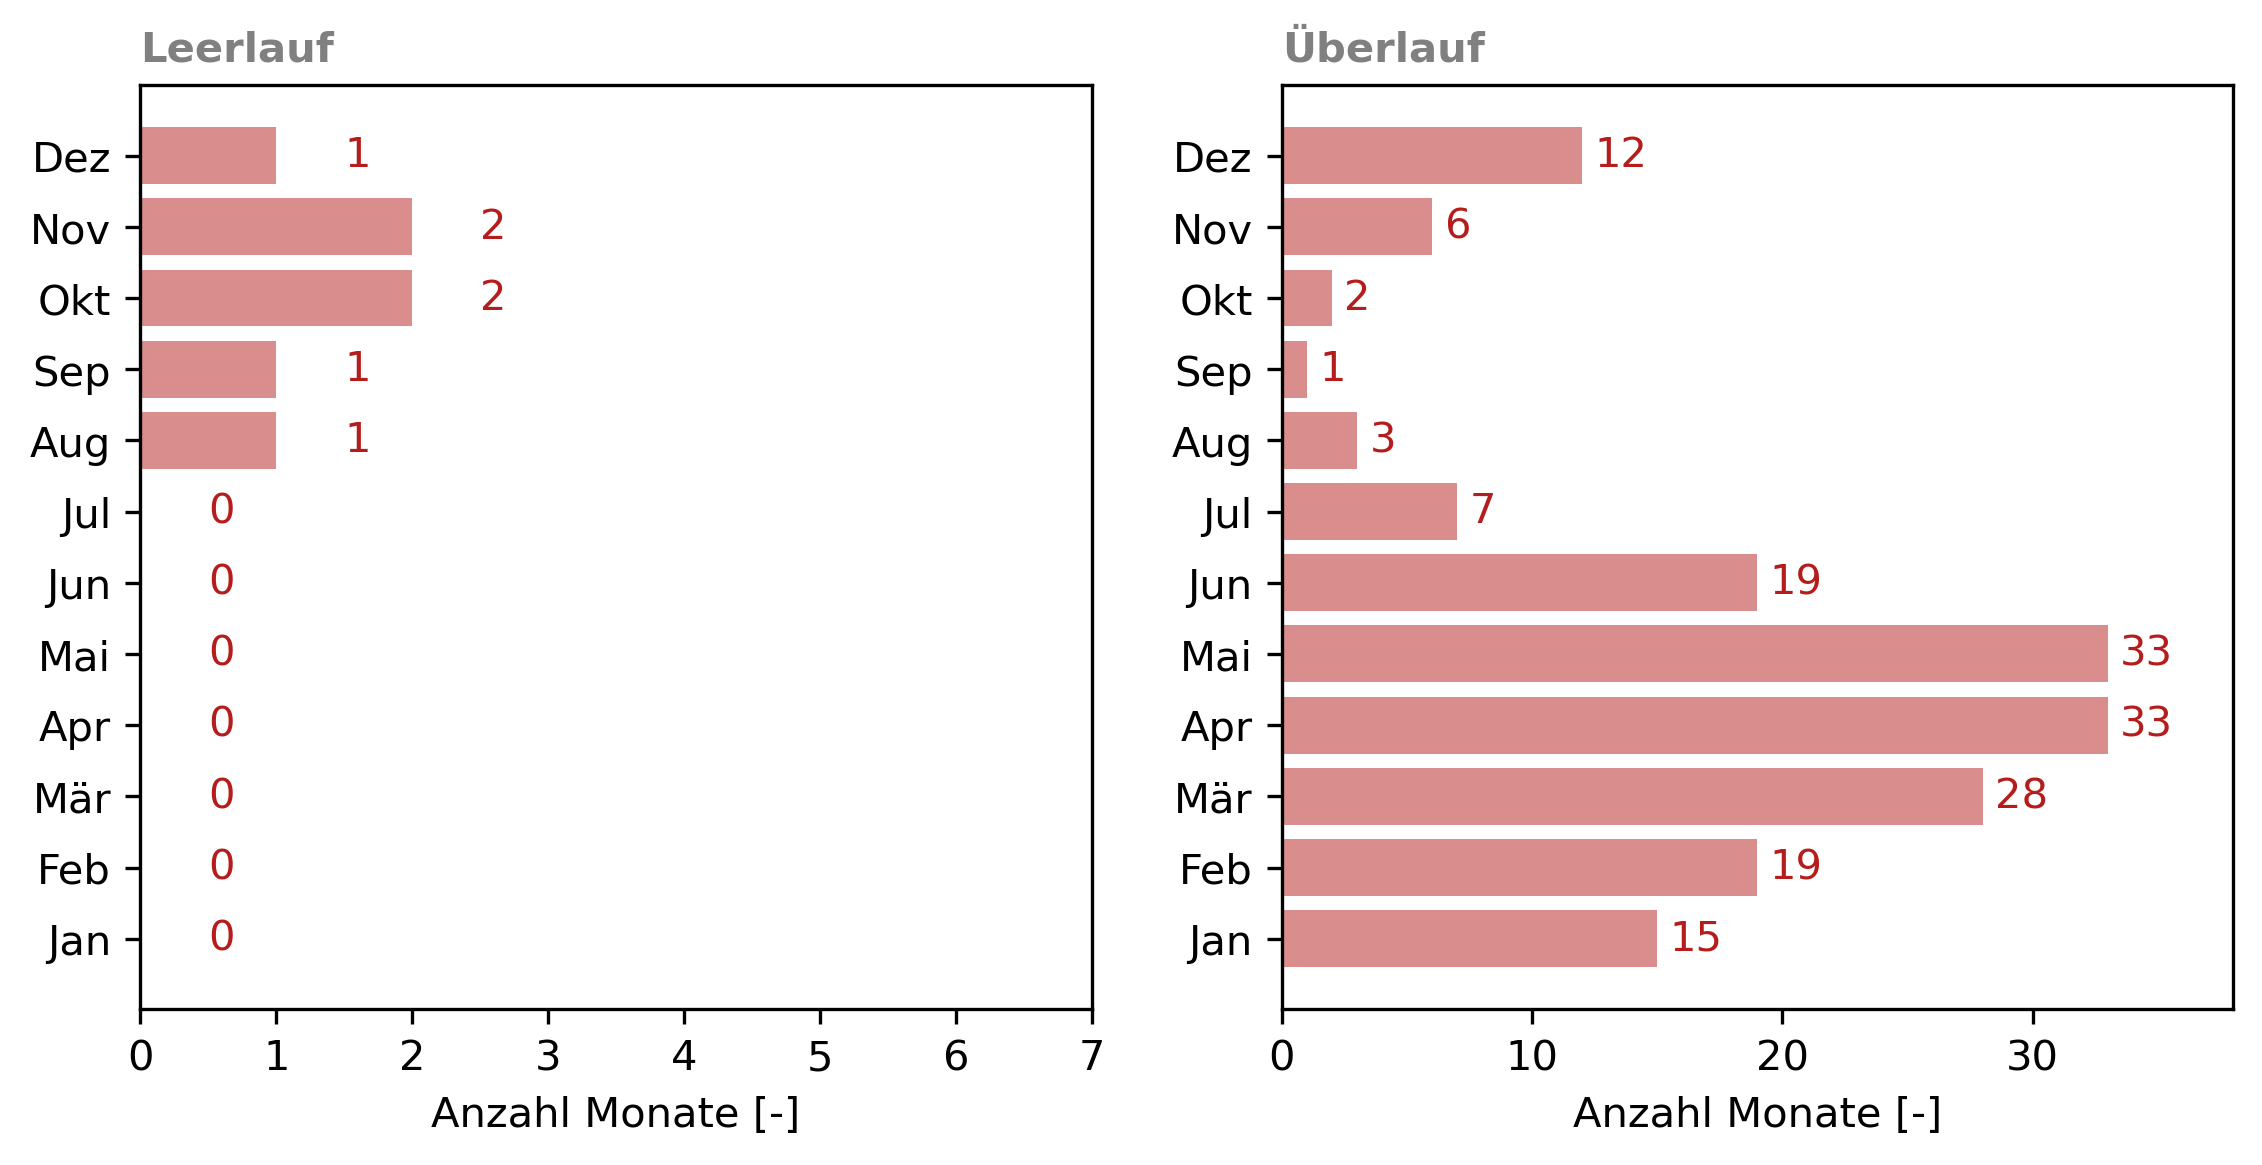 Leerlauf
Dez 1
Nov 2
Okt 2
Sep 1
Aug 1
Jul 0
Jun 0
Mai 0
Apr 0
Mär 0
Feb 0
Jan 0
0 1 2 3 4 5 6 7
Anzahl Monate [-]
Überlauf
Dez 12
Nov 6
Okt 2
Sep 1
Aug 3
Jul 7
Jun 19
Mai 33
Apr 33
Mär 28
Feb 19
Jan 15
0 10 20 30
Anzahl Monate [-]